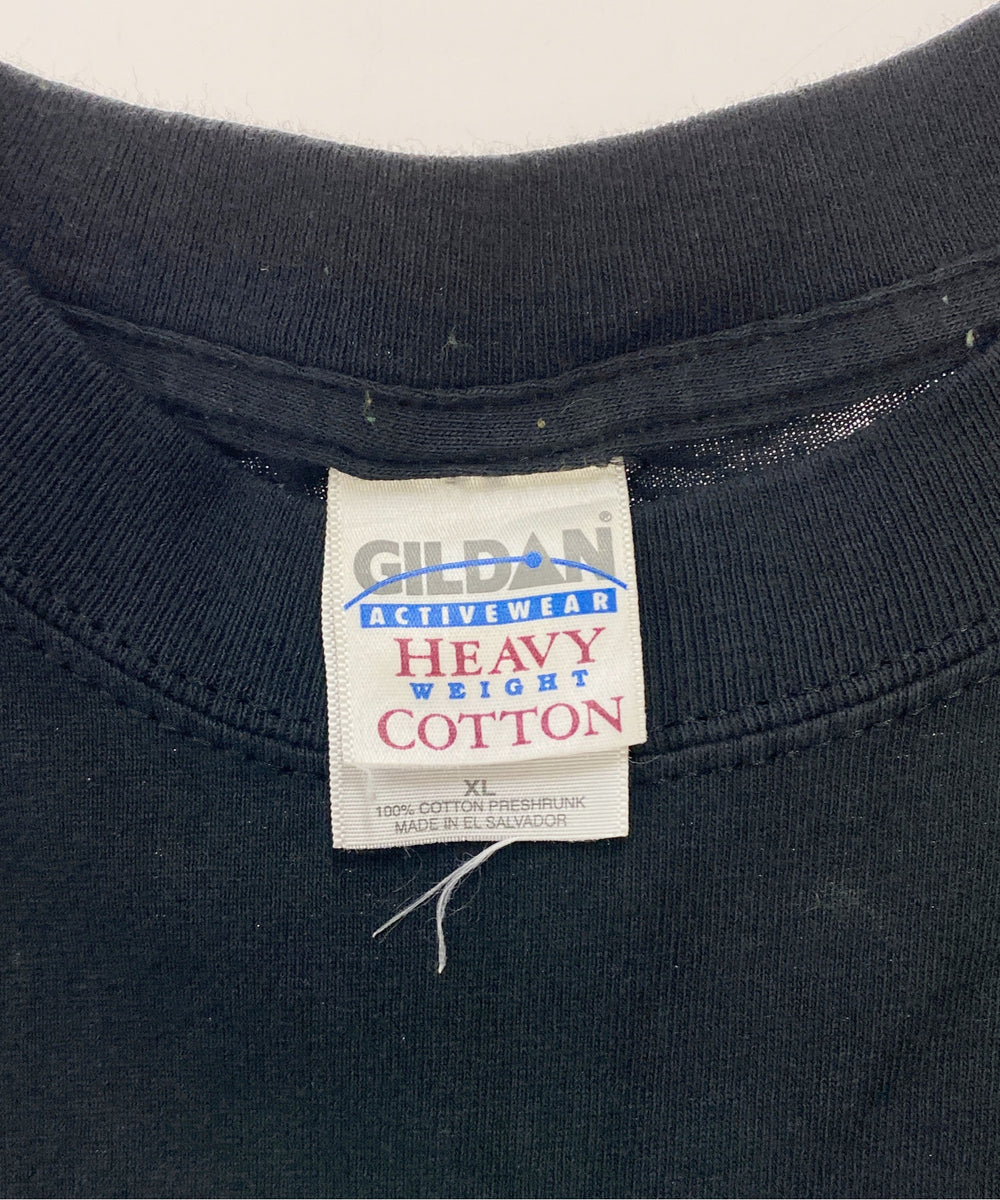 GILDAN®
ACTIVEWEAR
HEAVY
WEIGHT
COTTON
XL
100% COTTON PRESHRUNK
MADE IN EL SALVADOR